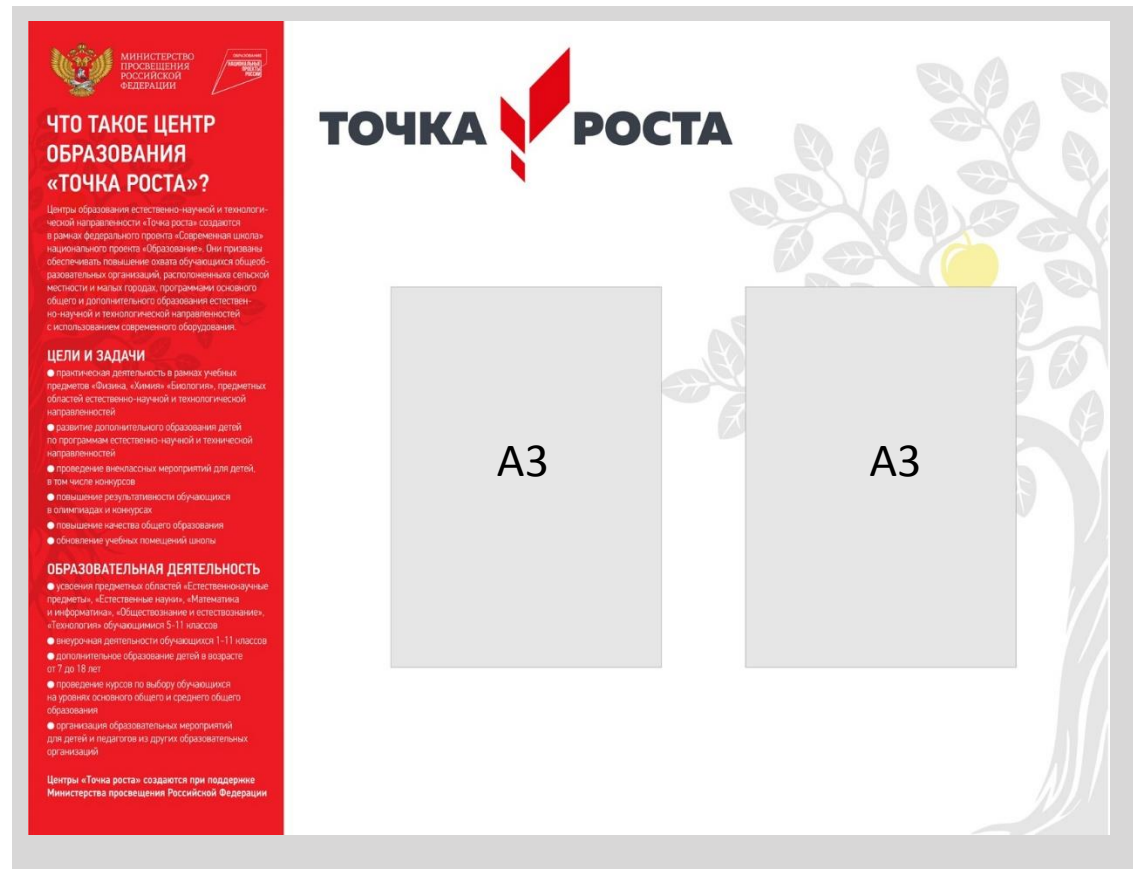 МИНИСТЕРСТВО
ПРОСВЕЩЕНИЯ
РОССИЙСКОЙ
ФЕДЕРАЦИИ
ОБРАЗОВАНИЕ
НАЦИОНАЛЬНЫЕ
ПРОЕКТЫ
РОССИИ
ЧТО ТАКОЕ ЦЕНТР
ОБРАЗОВАНИЯ
«ТОЧКА РОСТА»?
Центры образования естественно-научной и технологи-
ческой направленности «Точка роста» создаются
в рамках федерального проекта «Современная школа»
национального проекта «Образование». Они призваны
обеспечивать повышение охвата обучающихся общеоб-
разовательных организаций, расположенныхв сельской
местности и малых городах, программами основного
общего и дополнительного образования естествен-
но-научной и технологической направленностей
с использованием современного оборудования.
ЦЕЛИ И ЗАДАЧИ
● практическая деятельность в рамках учебных
предметов «Физика, «Химия» «Биология», предметных
областей естественно-научной и технологической
направленностей
● развитие дополнительного образования детей
по программам естественно-научной и технической
направленностей
● проведение внеклассных мероприятий для детей,
в том числе конкурсов
● повышение результативности обучающихся
в олимпиадах и конкурсах
● повышение качества общего образования
● обновление учебных помещений школы
ОБРАЗОВАТЕЛЬНАЯ ДЕЯТЕЛЬНОСТЬ
● усвоения предметных областей «Естественнонаучные
предметы», «Естественные науки», «Математика
и информатика», «Обществознание и естествознание»,
«Технология» обучающимися 5-11 классов
● внеурочная деятельности обучающихся 1-11 классов
● дополнительное образование детей в возрасте
от 7 до 18 лет
● проведение курсов по выбору обучающихся
на уровнях основного общего и среднего общего
образования
● организация образовательных мероприятий
для детей и педагогов из других образовательных
организаций
Центры «Точка роста» создаются при поддержке
Министерства просвещения Российской Федерации
ТОЧКА РОСТА
А3
А3